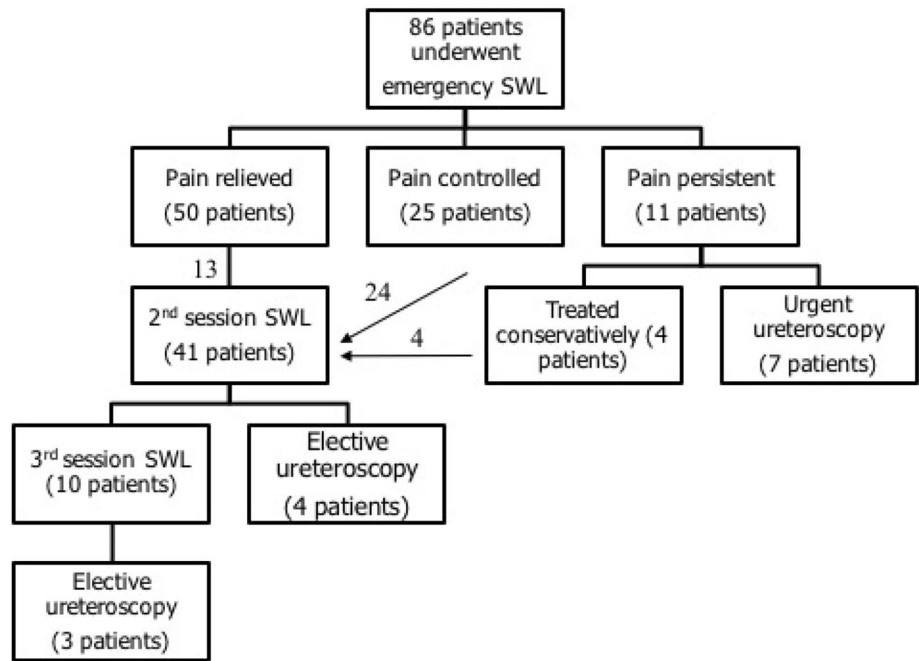 86 patients
underwent
emergency SWL
Pain relieved
(50 patients)
Pain controlled
(25 patients)
Pain persistent
(11 patients)
13
24
4
2nd session SWL
(41 patients)
Treated
conservatively (4
patients)
Urgent
ureteroscopy
(7 patients)
3rd session SWL
(10 patients)
Elective
ureteroscopy
(4 patients)
Elective
ureteroscopy
(3 patients)